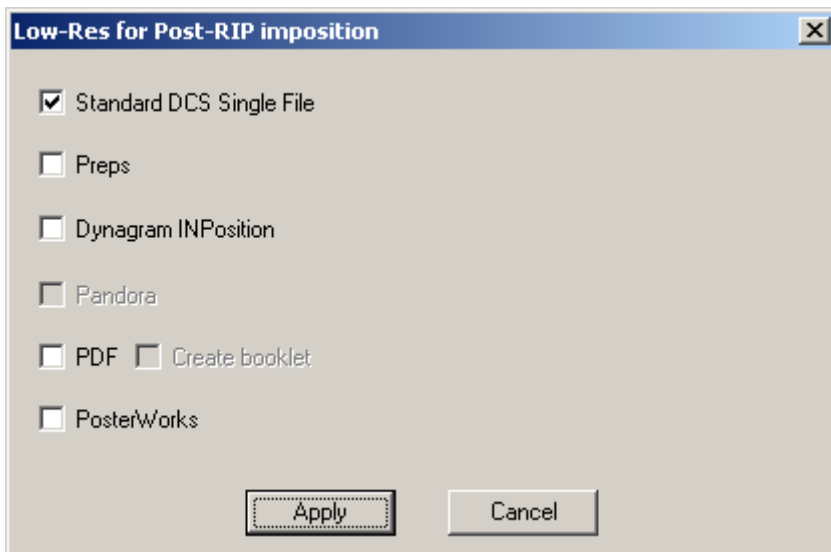 Low-Res for Post-RIP imposition
Standard DCS Single File
Preps
Dynagram INPosition
Pandora
PDF Create booklet
PosterWorks
Apply Cancel